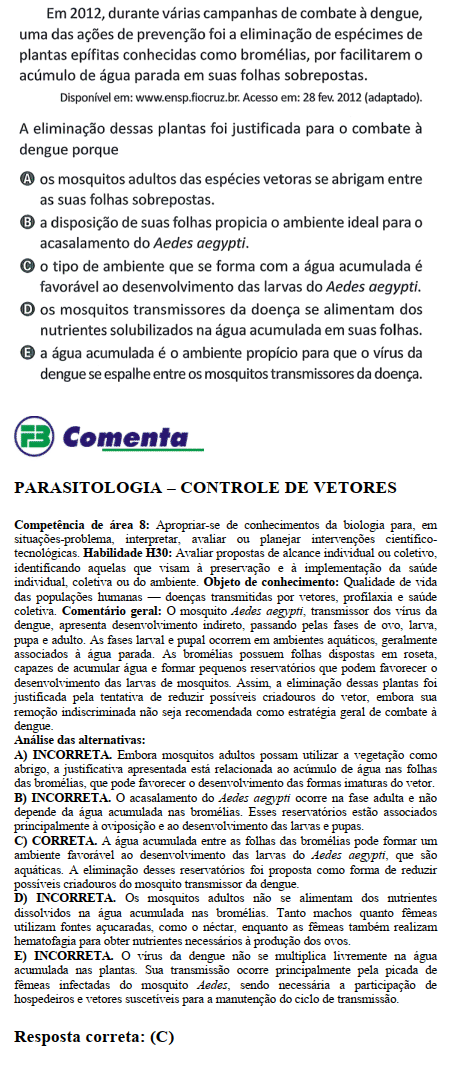 Em 2012, durante várias campanhas de combate à dengue,
uma das ações de prevenção foi a eliminação de espécimes de
plantas epífitas conhecidas como bromélias, por facilitarem o
acúmulo de água parada em suas folhas sobrepostas.
Disponível em: www.ensp.fiocruz.br. Acesso em: 28 fev. 2012 (adaptado).
A eliminação dessas plantas foi justificada para o combate à
dengue porque
A os mosquitos adultos das espécies vetoras se abrigam entre
as suas folhas sobrepostas.
B a disposição de suas folhas propicia o ambiente ideal para o
acasalamento do Aedes aegypti.
C o tipo de ambiente que se forma com a água acumulada é
favorável ao desenvolvimento das larvas do Aedes aegypti.
D os mosquitos transmissores da doença se alimentam dos
nutrientes solubilizados na água acumulada em suas folhas.
E a água acumulada é o ambiente propício para que o vírus da
dengue se espalhe entre os mosquitos transmissores da doença.
FB Comenta
PARASITOLOGIA – CONTROLE DE VETORES
Competência de área 8: Apropriar-se de conhecimentos da biologia para, em
situações-problema, interpretar, avaliar ou planejar intervenções científico-
tecnológicas. Habilidade H30: Avaliar propostas de alcance individual ou coletivo,
identificando aquelas que visam à preservação e à implementação da saúde
individual, coletiva ou do ambiente. Objeto de conhecimento: Qualidade de vida
das populações humanas — doenças transmitidas por vetores, profilaxia e saúde
coletiva. Comentário geral: O mosquito Aedes aegypti, transmissor dos vírus da
dengue, apresenta desenvolvimento indireto, passando pelas fases de ovo, larva,
pupa e adulto. As fases larval e pupal ocorrem em ambientes aquáticos, geralmente
associados à água parada. As bromélias possuem folhas dispostas em roseta,
capazes de acumular água e formar pequenos reservatórios que podem favorecer o
desenvolvimento das larvas de mosquitos. Assim, a eliminação dessas plantas foi
justificada pela tentativa de reduzir possíveis criadouros do vetor, embora sua
remoção indiscriminada não seja recomendada como estratégia geral de combate à
dengue.
Análise das alternativas:
A) INCORRETA. Embora mosquitos adultos possam utilizar a vegetação como
abrigo, a justificativa apresentada está relacionada ao acúmulo de água nas folhas
das bromélias, que pode favorecer o desenvolvimento das formas imaturas do vetor.
B) INCORRETA. O acasalamento do Aedes aegypti ocorre na fase adulta e não
depende da água acumulada nas bromélias. Esses reservatórios estão associados
principalmente à oviposição e ao desenvolvimento das larvas e pupas.
C) CORRETA. A água acumulada entre as folhas das bromélias pode formar um
ambiente favorável ao desenvolvimento das larvas do Aedes aegypti, que são
aquáticas. A eliminação desses reservatórios foi proposta como forma de reduzir
possíveis criadouros do mosquito transmissor da dengue.
D) INCORRETA. Os mosquitos adultos não se alimentam dos nutrientes
dissolvidos na água acumulada nas bromélias. Tanto machos quanto fêmeas
utilizam fontes açucaradas, como o néctar, enquanto as fêmeas também realizam
hematofagia para obter nutrientes necessários à produção dos ovos.
E) INCORRETA. O vírus da dengue não se multiplica livremente na água
acumulada nas plantas. Sua transmissão ocorre principalmente pela picada de
fêmeas infectadas do mosquito Aedes, sendo necessária a participação de
hospedeiros e vetores suscetíveis para a manutenção do ciclo de transmissão.
Resposta correta: (C)